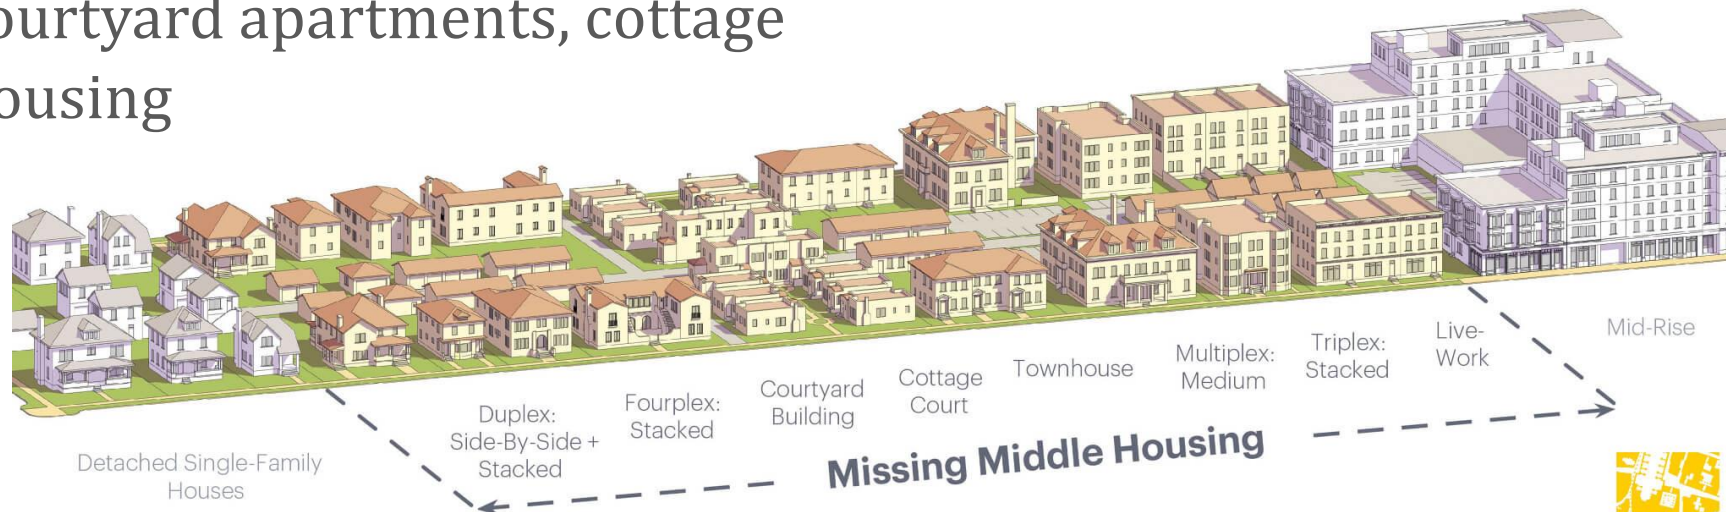 ourtyard apartments, cottage
ousing
Detached Single-Family
Houses
Duplex:
Side-By-Side +
Stacked
Fourplex:
Stacked
Courtyard
Building
Cottage
Court
Townhouse
Multiplex:
Medium
Triplex:
Stacked
Live-
Work
Mid-Rise
Missing Middle Housing